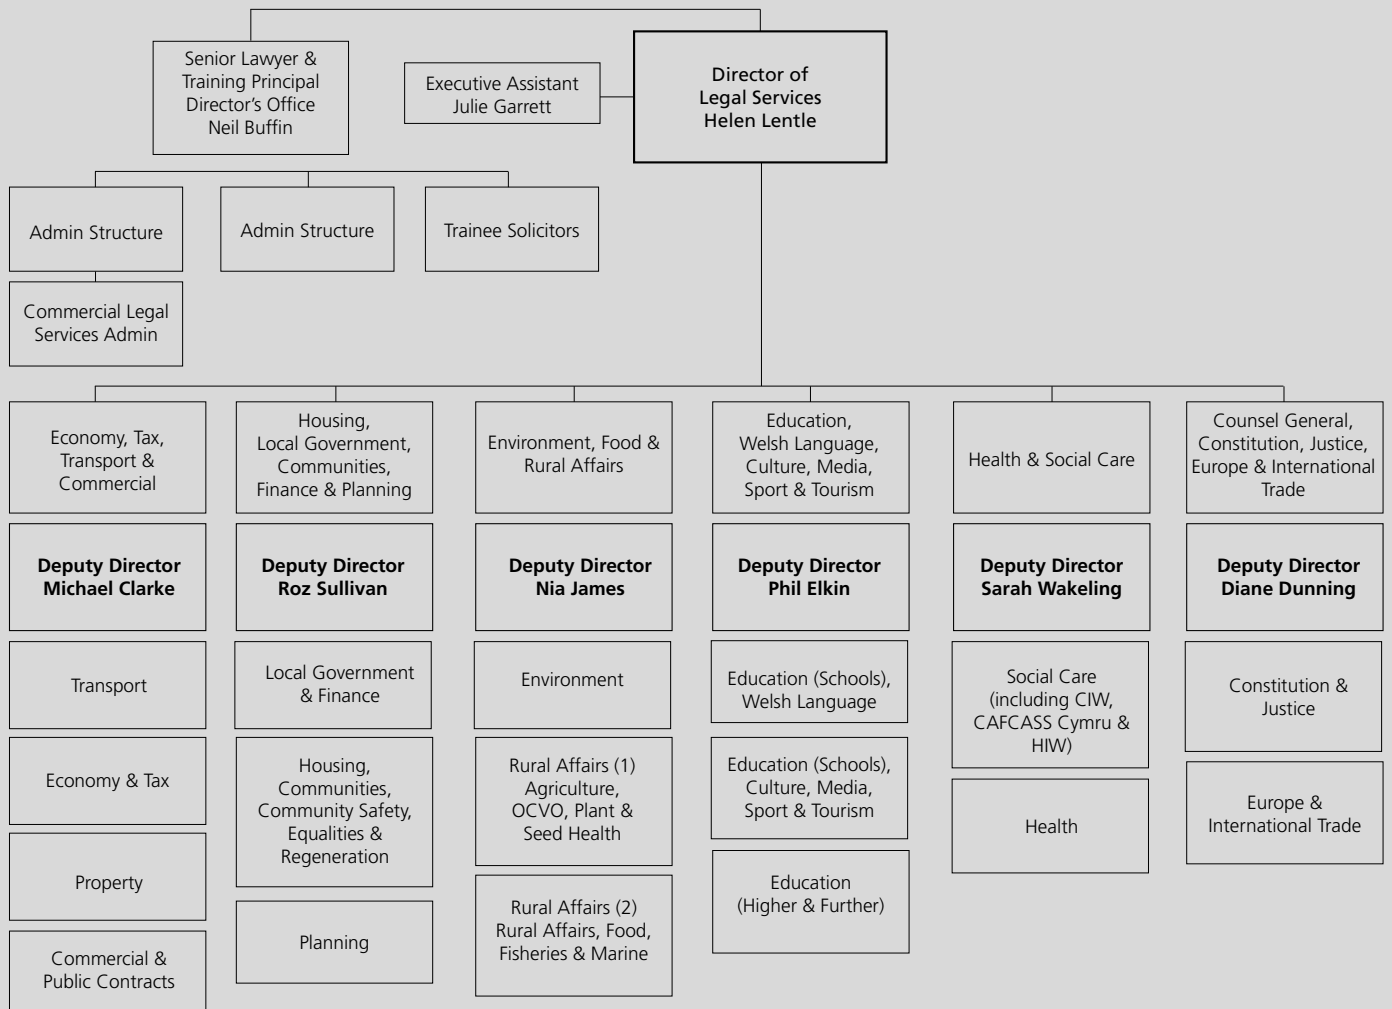 Senior Lawyer &
Training Principal
Director's Office
Neil Buffin
Executive Assistant
Julie Garrett
Director of
Legal Services
Helen Lentle
Admin Structure
Admin Structure
Trainee Solicitors
Commercial Legal
Services Admin
Economy, Tax,
Transport &
Commercial
Housing,
Local Government,
Communities,
Finance & Planning
Environment, Food &
Rural Affairs
Education,
Welsh Language,
Culture, Media,
Sport & Tourism
Health & Social Care
Counsel General,
Constitution, Justice,
Europe & International
Trade
Deputy Director
Michael Clarke
Deputy Director
Roz Sullivan
Deputy Director
Nia James
Deputy Director
Phil Elkin
Deputy Director
Sarah Wakeling
Deputy Director
Diane Dunning
Transport
Economy & Tax
Property
Commercial &
Public Contracts
Local Government
& Finance
Housing,
Communities,
Community Safety,
Equalities &
Regeneration
Planning
Environment
Rural Affairs (1)
Agriculture,
OCVO, Plant &
Seed Health
Rural Affairs (2)
Rural Affairs, Food,
Fisheries & Marine
Education (Schools),
Welsh Language
Education (Schools),
Culture, Media,
Sport & Tourism
Education
(Higher & Further)
Social Care
(including CIW,
CAFCASS Cymru &
HIW)
Health
Constitution &
Justice
Europe &
International Trade